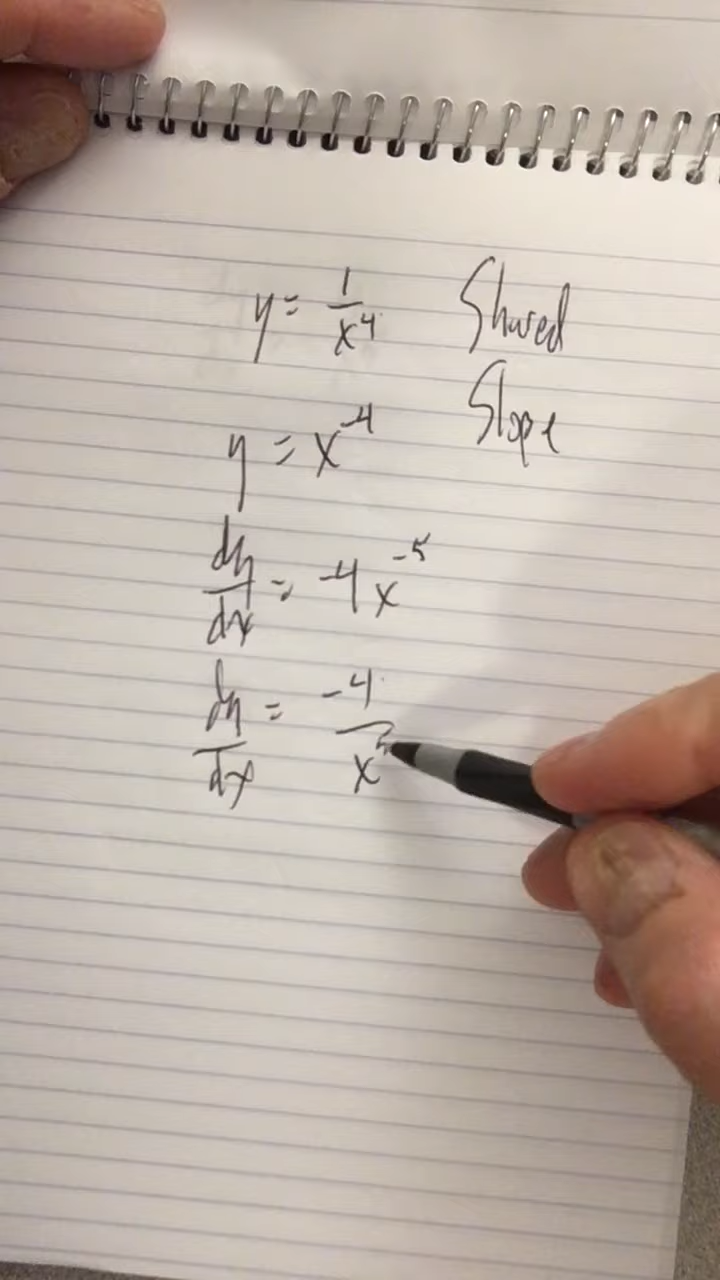 y = 1/x⁴ Shared
Slope
y = x⁻⁴
dy/dx = -4x⁻⁵
dy/dx = -4/x⁵